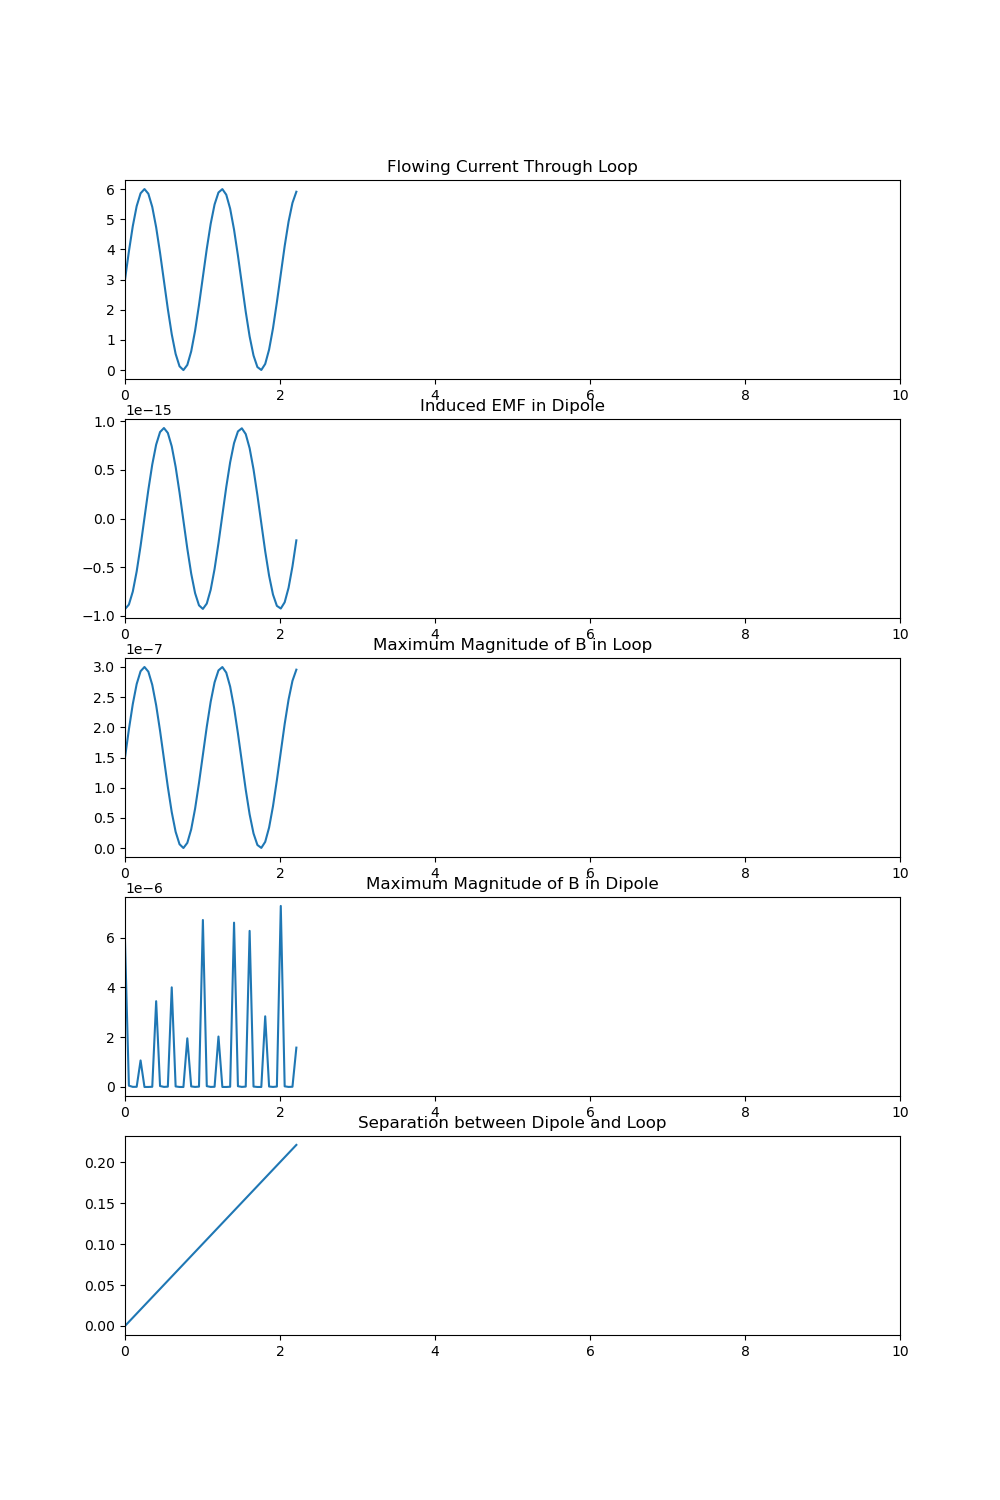 Flowing Current Through Loop
6
5
4
3
2
1
0
0 2 4 6 8 10
1e−15
Induced EMF in Dipole
1.0
0.5
0.0
−0.5
−1.0
0 2 4 6 8 10
1e−7
Maximum Magnitude of B in Loop
3.0
2.5
2.0
1.5
1.0
0.5
0.0
0 2 4 6 8 10
1e−6
Maximum Magnitude of B in Dipole
6
4
2
0
0 2 4 6 8 10
Separation between Dipole and Loop
0.20
0.15
0.10
0.05
0.00
0 2 4 6 8 10